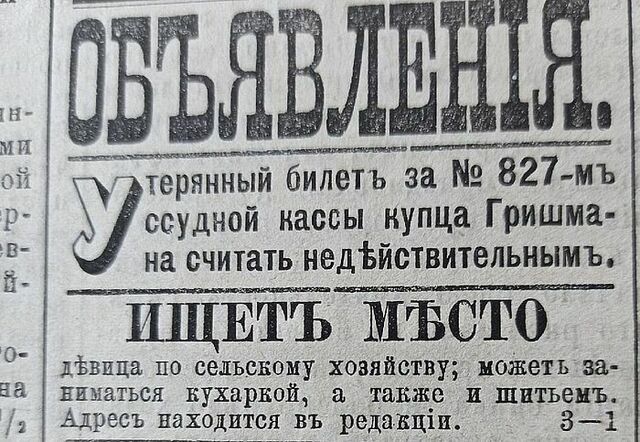 ОБЪЯВЛЕНІЯ.
Утерянный билетъ за № 827-мъ
ссудной кассы купца Гришма-
на считать недѣйствительнымъ.
ИЩЕТЪ МѢСТО
дѣвица по сельскому хозяйству; можетъ за-
ниматься кухаркой, а также и шитьемъ.
Адресъ находится въ редакціи. 3—1